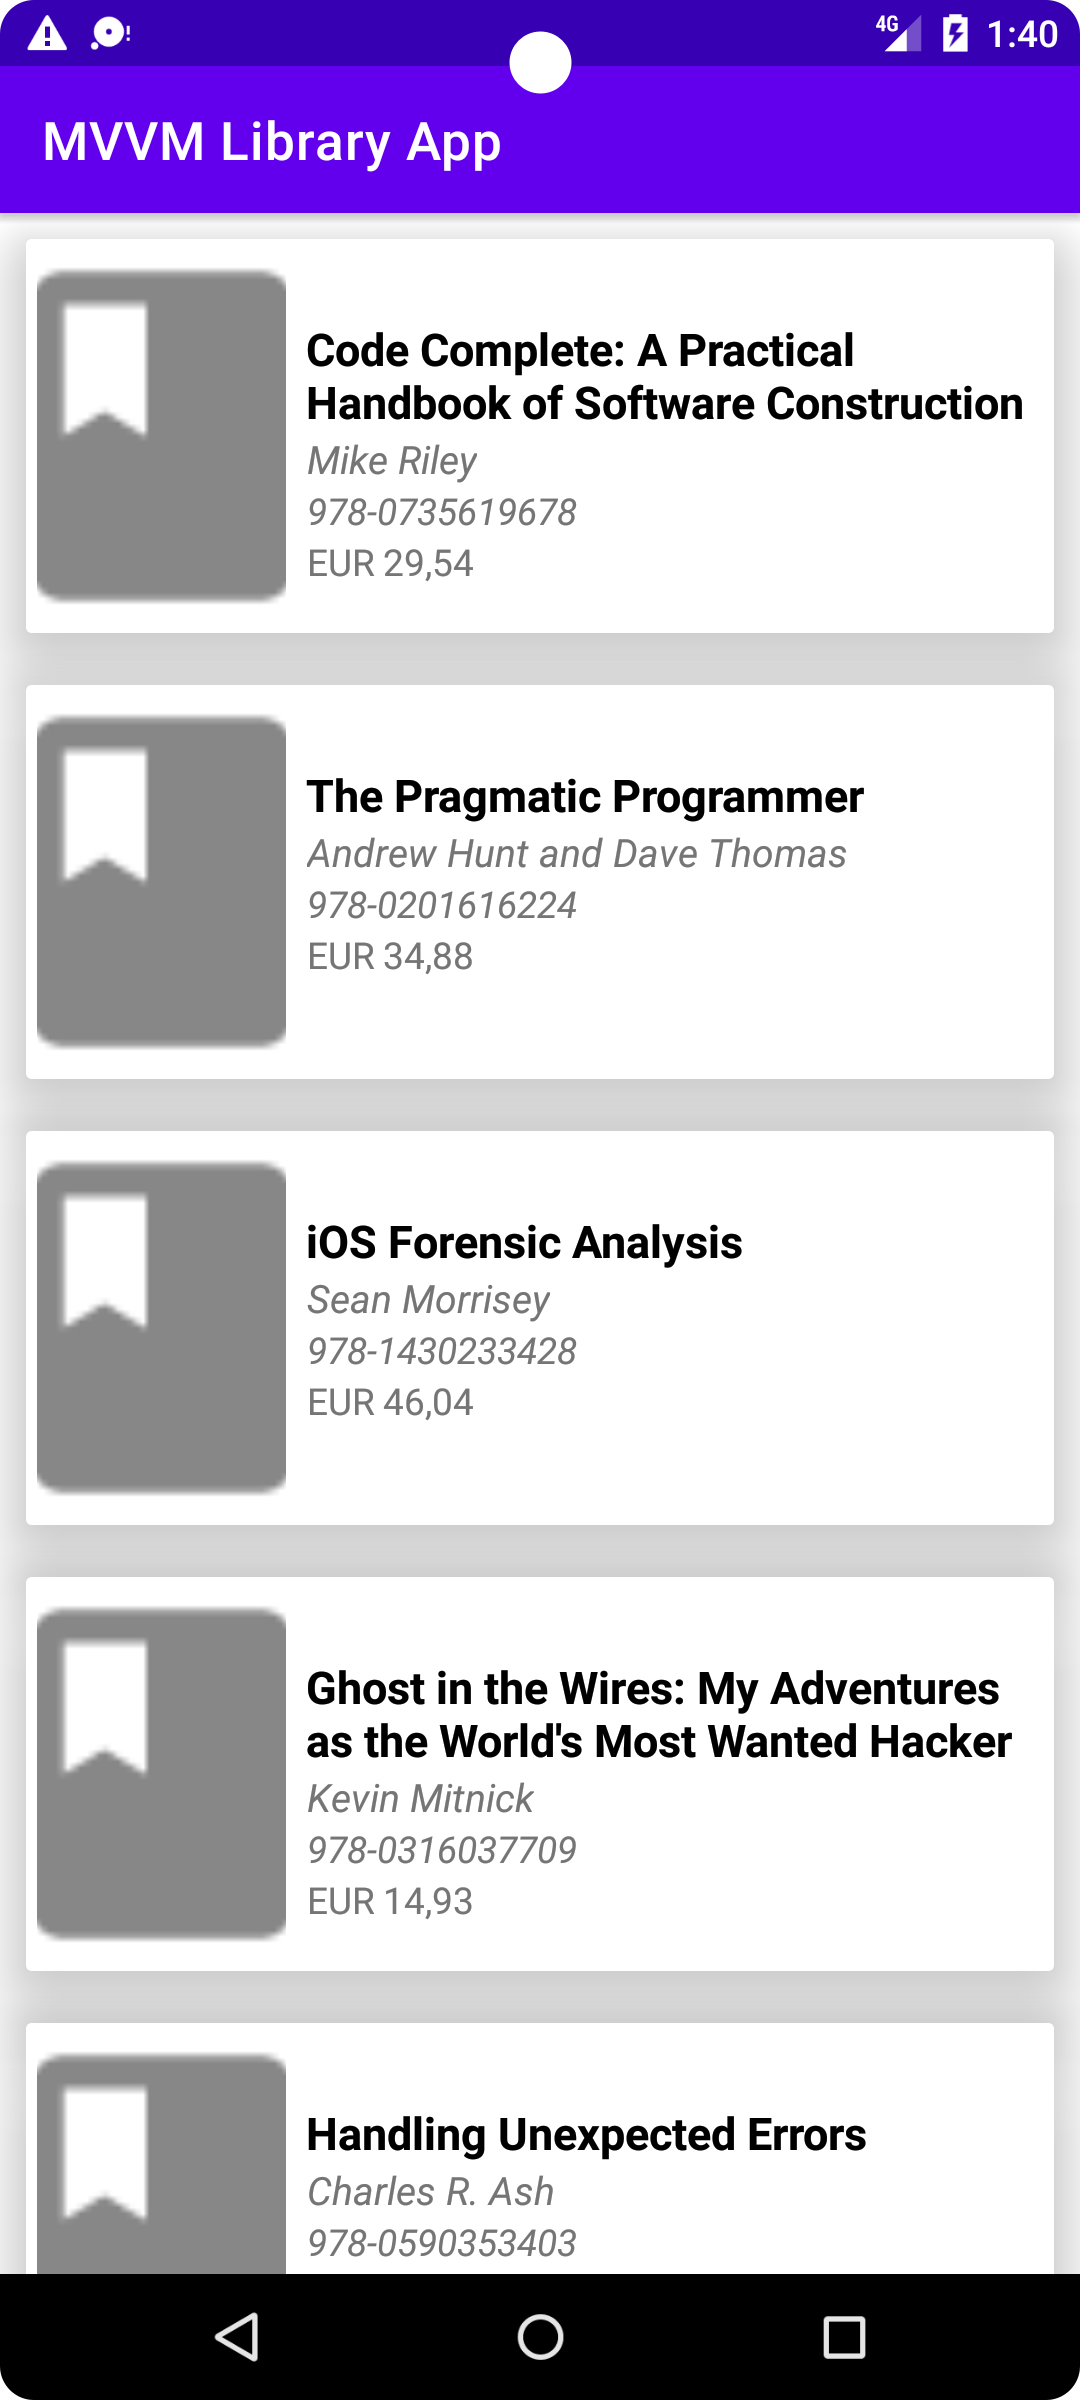 4G 1:40
MVVM Library App
Code Complete: A Practical
Handbook of Software Construction
Mike Riley
978-0735619678
EUR 29,54
The Pragmatic Programmer
Andrew Hunt and Dave Thomas
978-0201616224
EUR 34,88
iOS Forensic Analysis
Sean Morrisey
978-1430233428
EUR 46,04
Ghost in the Wires: My Adventures
as the World's Most Wanted Hacker
Kevin Mitnick
978-0316037709
EUR 14,93
Handling Unexpected Errors
Charles R. Ash
978-0590353403